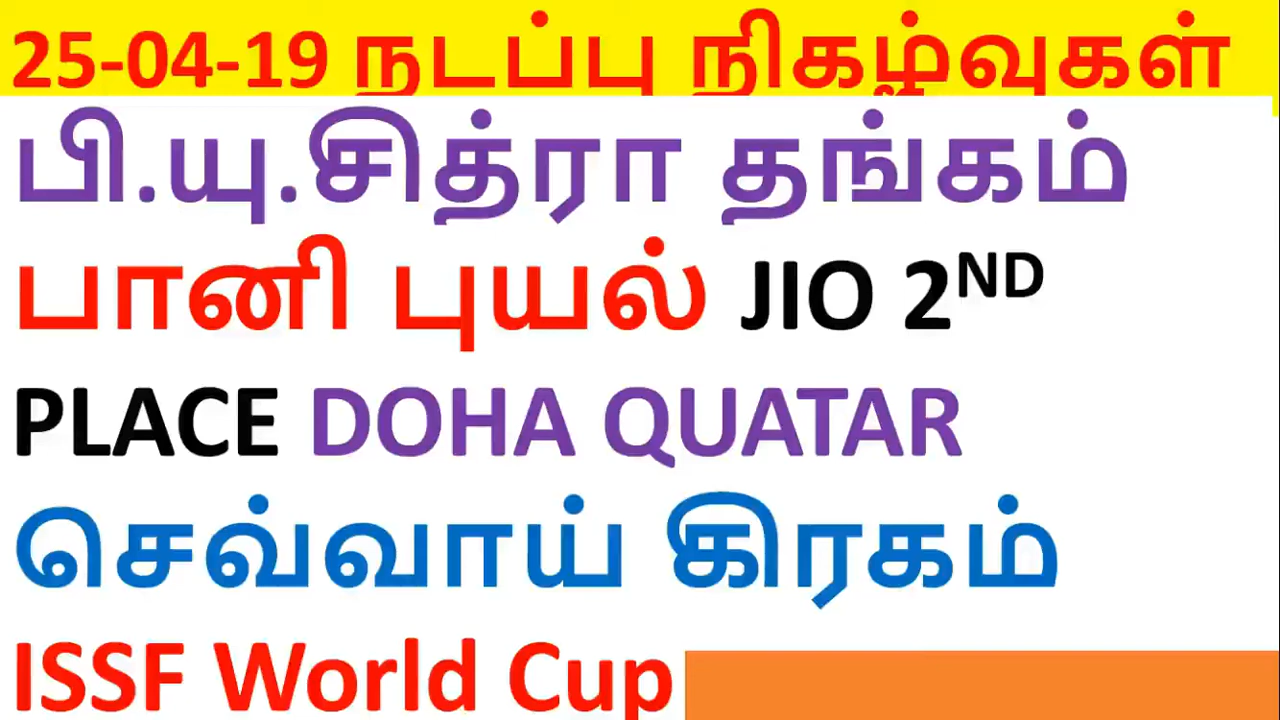 25-04-19 நடப்பு நிகழ்வுகள்
பி.யு.சித்ரா தங்கம்
பானி புயல் JIO 2ND
PLACE DOHA QUATAR
செவ்வாய் கிரகம்
ISSF World Cup